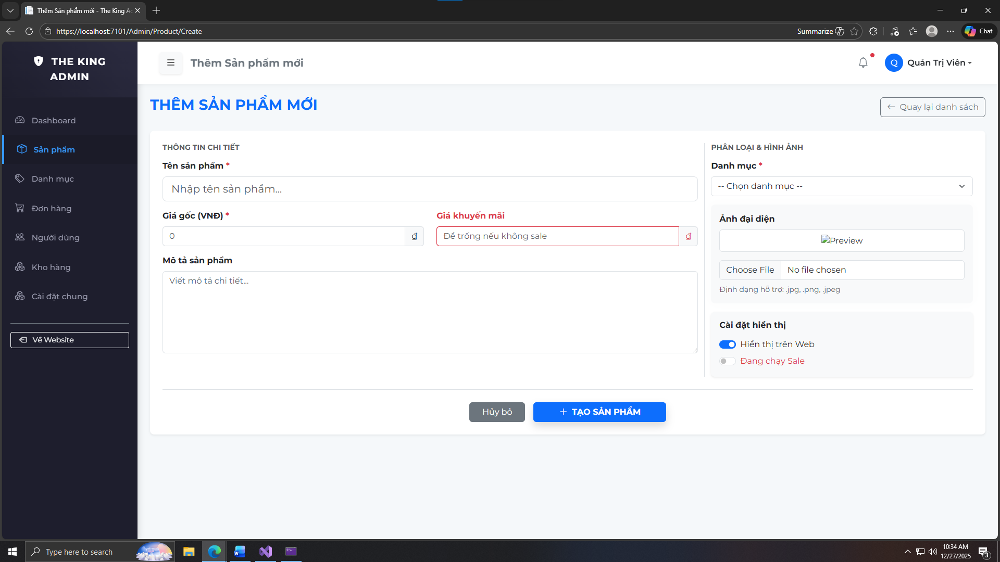 Thêm Sản phẩm mới - The King Ad
https://localhost:7101/Admin/Product/Create
Summarize
Chat
THE KING
ADMIN
Thêm Sản phẩm mới
Q
Quản Trị Viên
THÊM SẢN PHẨM MỚI
Quay lại danh sách
Dashboard
Sản phẩm
Danh mục
Đơn hàng
Người dùng
Kho hàng
Cài đặt chung
Về Website
THÔNG TIN CHI TIẾT
Tên sản phẩm *
Nhập tên sản phẩm...
Giá gốc (VNĐ) *
0 ₫
Giá khuyến mãi
Để trống nếu không sale ₫
Mô tả sản phẩm
Viết mô tả chi tiết...
PHÂN LOẠI & HÌNH ẢNH
Danh mục *
-- Chọn danh mục --
Ảnh đại diện
Preview
Choose File No file chosen
Định dạng hỗ trợ: .jpg, .png, .jpeg
Cài đặt hiển thị
Hiển thị trên Web
Đang chạy Sale
Hủy bỏ
TẠO SẢN PHẨM
Type here to search
10:34 AM
12/27/2025
3